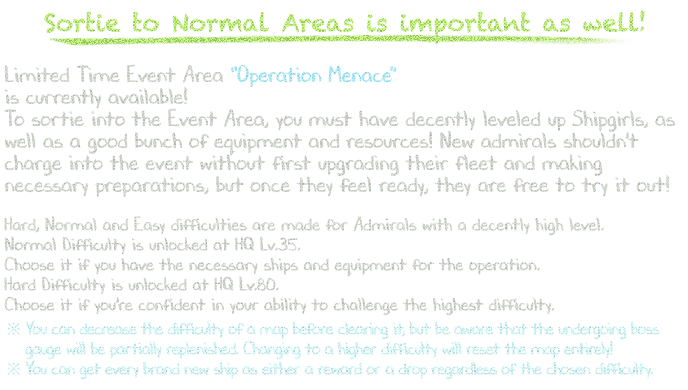 Sortie to Normal Areas is important as well!
Limited Time Event Area "Operation Menace"
is currently available!
To sortie into the Event Area, you must have decently leveled up Shipgirls, as
well as a good bunch of equipment and resources! New admirals shouldn't
charge into the event without first upgrading their fleet and making
necessary preparations, but once they feel ready, they are free to try it out!
Hard, Normal and Easy difficulties are made for Admirals with a decently high level.
Normal Difficulty is unlocked at HQ Lv.35.
Choose it if you have the necessary ships and equipment for the operation.
Hard Difficulty is unlocked at HQ Lv.80.
Choose it if you're confident in your ability to challenge the highest difficulty.
※ You can decrease the difficulty of a map before clearing it, but be aware that the undergoing boss
gauge will be partially replenished. Changing to a higher difficulty will reset the map entirely!
※ You can get every brand new ship as either a reward or a drop regardless of the chosen difficulty.